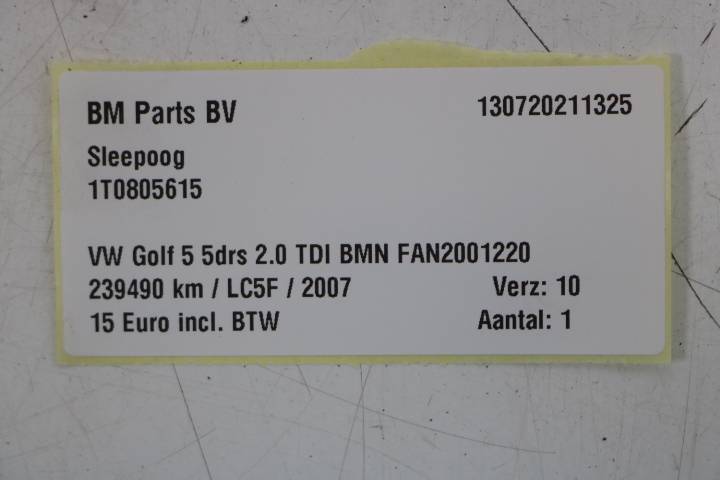 BM Parts BV 130720211325
Sleepoog
1T0805615
VW Golf 5 5drs 2.0 TDI BMN FAN2001220
239490 km / LC5F / 2007 Verz: 10
15 Euro incl. BTW Aantal: 1